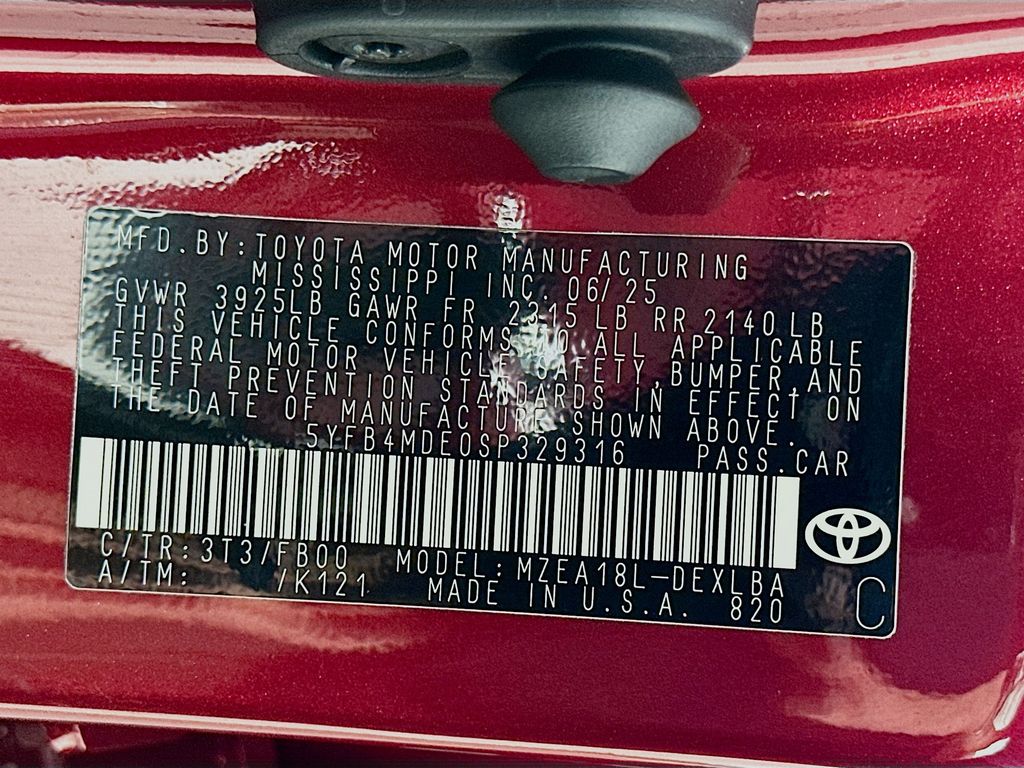 MFD. BY: TOYOTA MOTOR MANUFACTURING
MISSISSIPPI INC. 06/25
GVWR 3925LB GAWR FR 2315 LB RR 2140 LB
THIS VEHICLE CONFORMS TO ALL APPLICABLE
FEDERAL MOTOR VEHICLE SAFETY, BUMPER, AND
THEFT PREVENTION STANDARDS IN EFFECT ON
THE DATE OF MANUFACTURE SHOWN ABOVE.
5YFB4MDE0SP329316 PASS. CAR
C/TR: 3T3/FB00 MODEL: MZEA18L-DEXLBA
A/TM: /K121 MADE IN U.S.A. 820
C